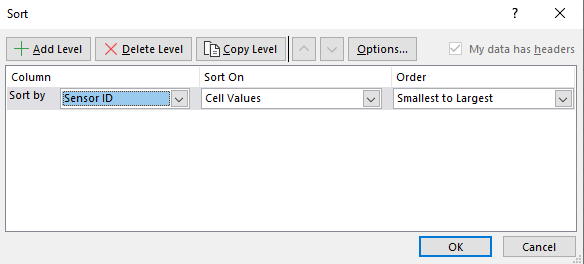 Sort
?
Add Level Delete Level Copy Level Options... My data has headers
Column Sort On Order
Sort by Sensor ID Cell Values Smallest to Largest
OK Cancel